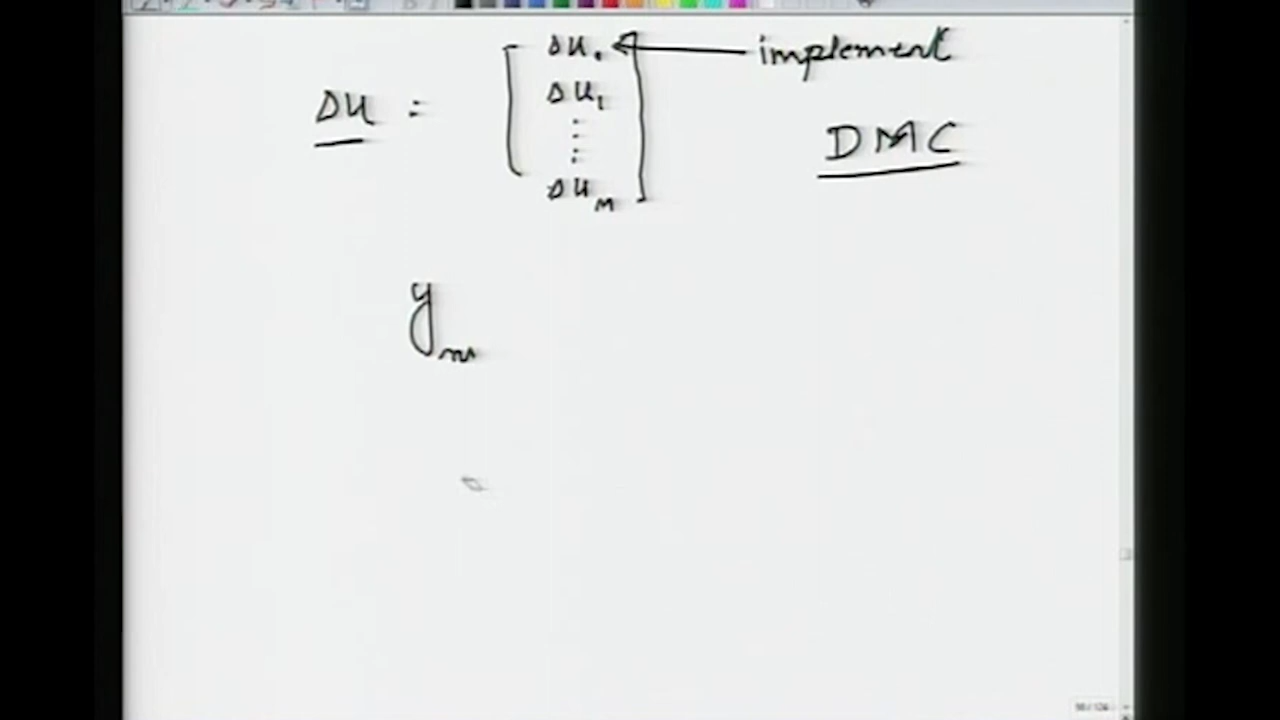 Δu₀ ← implement
Δu = Δu₁
⋮
Δu_M
DMC
y_m